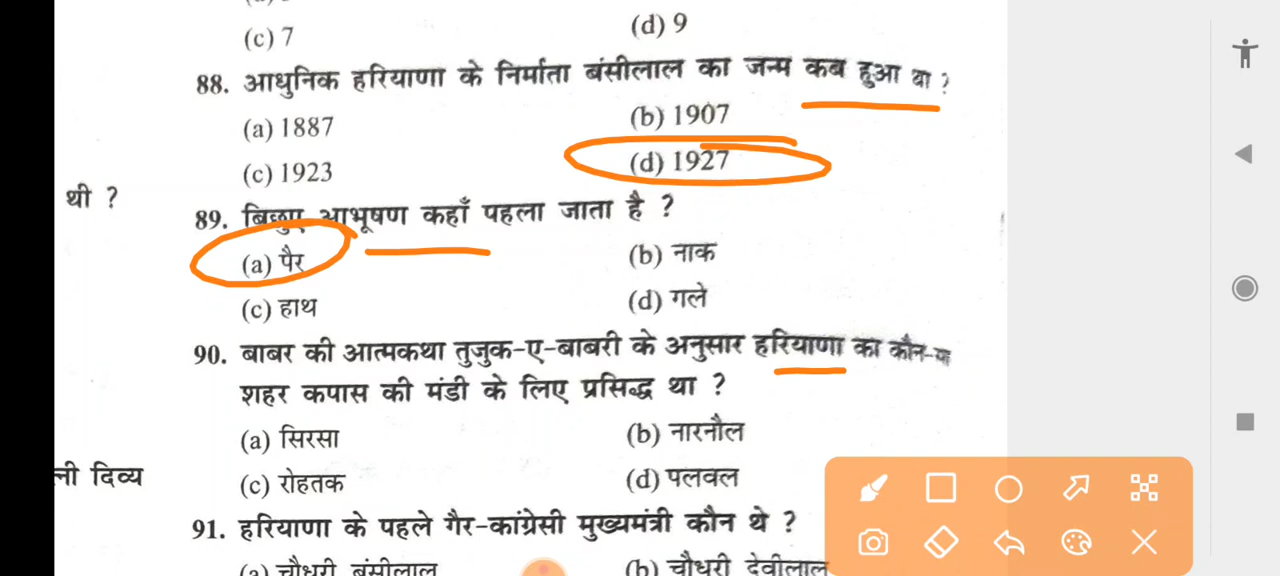 (c) 7
(d) 9
88. आधुनिक हरियाणा के निर्माता बंसीलाल का जन्म कब हुआ था ?
(a) 1887
(b) 1907
(c) 1923
(d) 1927
थी ?
89. बिछुए आभूषण कहाँ पहला जाता है ?
(a) पैर
(b) नाक
(c) हाथ
(d) गले
90. बाबर की आत्मकथा तुजुक-ए-बाबरी के अनुसार हरियाणा का कौन-सा
शहर कपास की मंडी के लिए प्रसिद्ध था ?
(a) सिरसा
(b) नारनौल
नी दिव्य
(c) रोहतक
(d) पलवल
91. हरियाणा के पहले गैर-कांग्रेसी मुख्यमंत्री कौन थे ?
(a) चौधरी बंसीलाल
(b) चौधरी देवीलाल